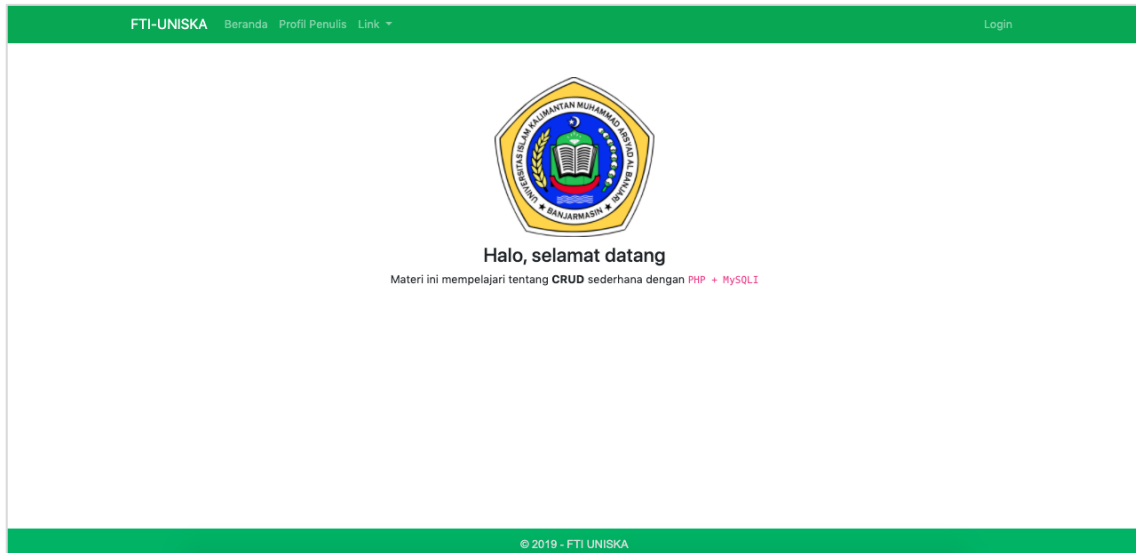 FTI-UNISKA Beranda Profil Penulis Link Login
UNIVERSITAS ISLAM KALIMANTAN MUHAMMAD ARSYAD AL BANJARI
BANJARMASIN
Halo, selamat datang
Materi ini mempelajari tentang CRUD sederhana dengan PHP + MySQLI
© 2019 - FTI UNISKA